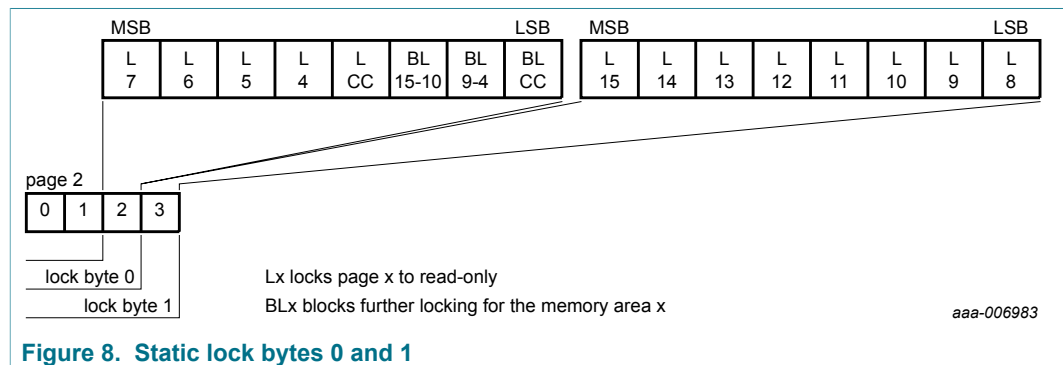 MSB LSB MSB LSB
L 7 L 6 L 5 L 4 L CC BL 15-10 BL 9-4 BL CC L 15 L 14 L 13 L 12 L 11 L 10 L 9 L 8
page 2
0 1 2 3
lock byte 0 Lx locks page x to read-only
lock byte 1 BLx blocks further locking for the memory area x
aaa-006983
Figure 8. Static lock bytes 0 and 1